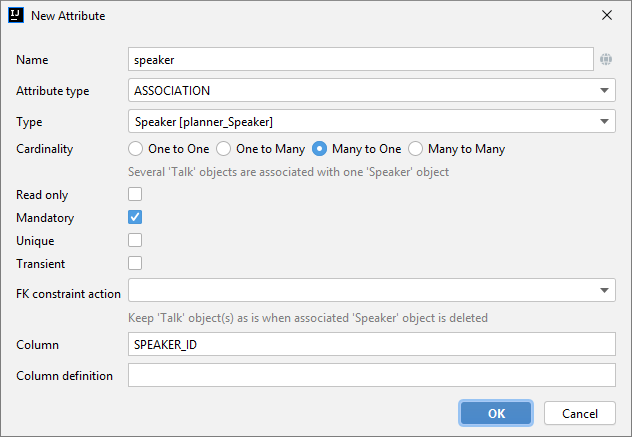 IJ New Attribute
Name speaker
Attribute type ASSOCIATION
Type Speaker [planner_Speaker]
Cardinality One to One One to Many Many to One Many to Many
Several 'Talk' objects are associated with one 'Speaker' object
Read only
Mandatory
Unique
Transient
FK constraint action
Keep 'Talk' object(s) as is when associated 'Speaker' object is deleted
Column SPEAKER_ID
Column definition
OK Cancel